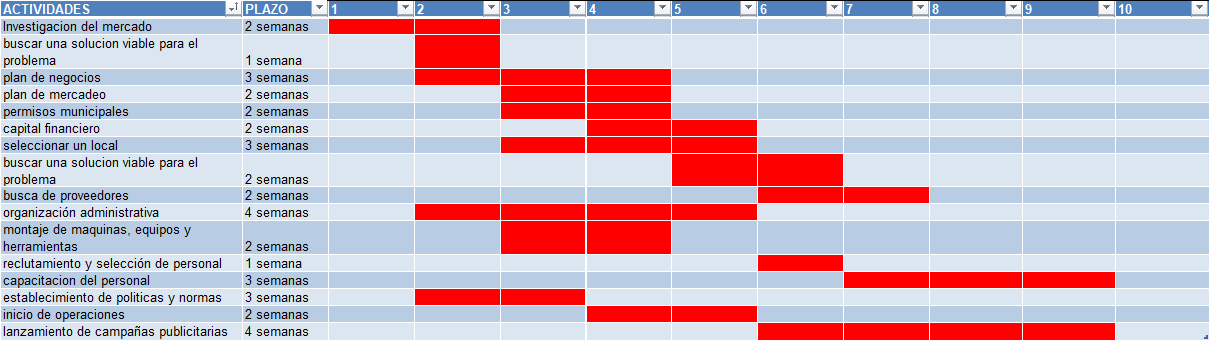 ACTIVIDADES PLAZO 1 2 3 4 5 6 7 8 9 10
Investigacion del mercado 2 semanas
buscar una solucion viable para el
problema 1 semana
plan de negocios 3 semanas
plan de mercadeo 2 semanas
permisos municipales 2 semanas
capital financiero 2 semanas
seleccionar un local 3 semanas
buscar una solucion viable para el
problema 2 semanas
busca de proveedores 2 semanas
organización administrativa 4 semanas
montaje de maquinas, equipos y
herramientas 2 semanas
reclutamiento y selección de personal 1 semana
capacitacion del personal 3 semanas
establecimiento de politicas y normas 3 semanas
inicio de operaciones 2 semanas
lanzamiento de campañas publicitarias 4 semanas